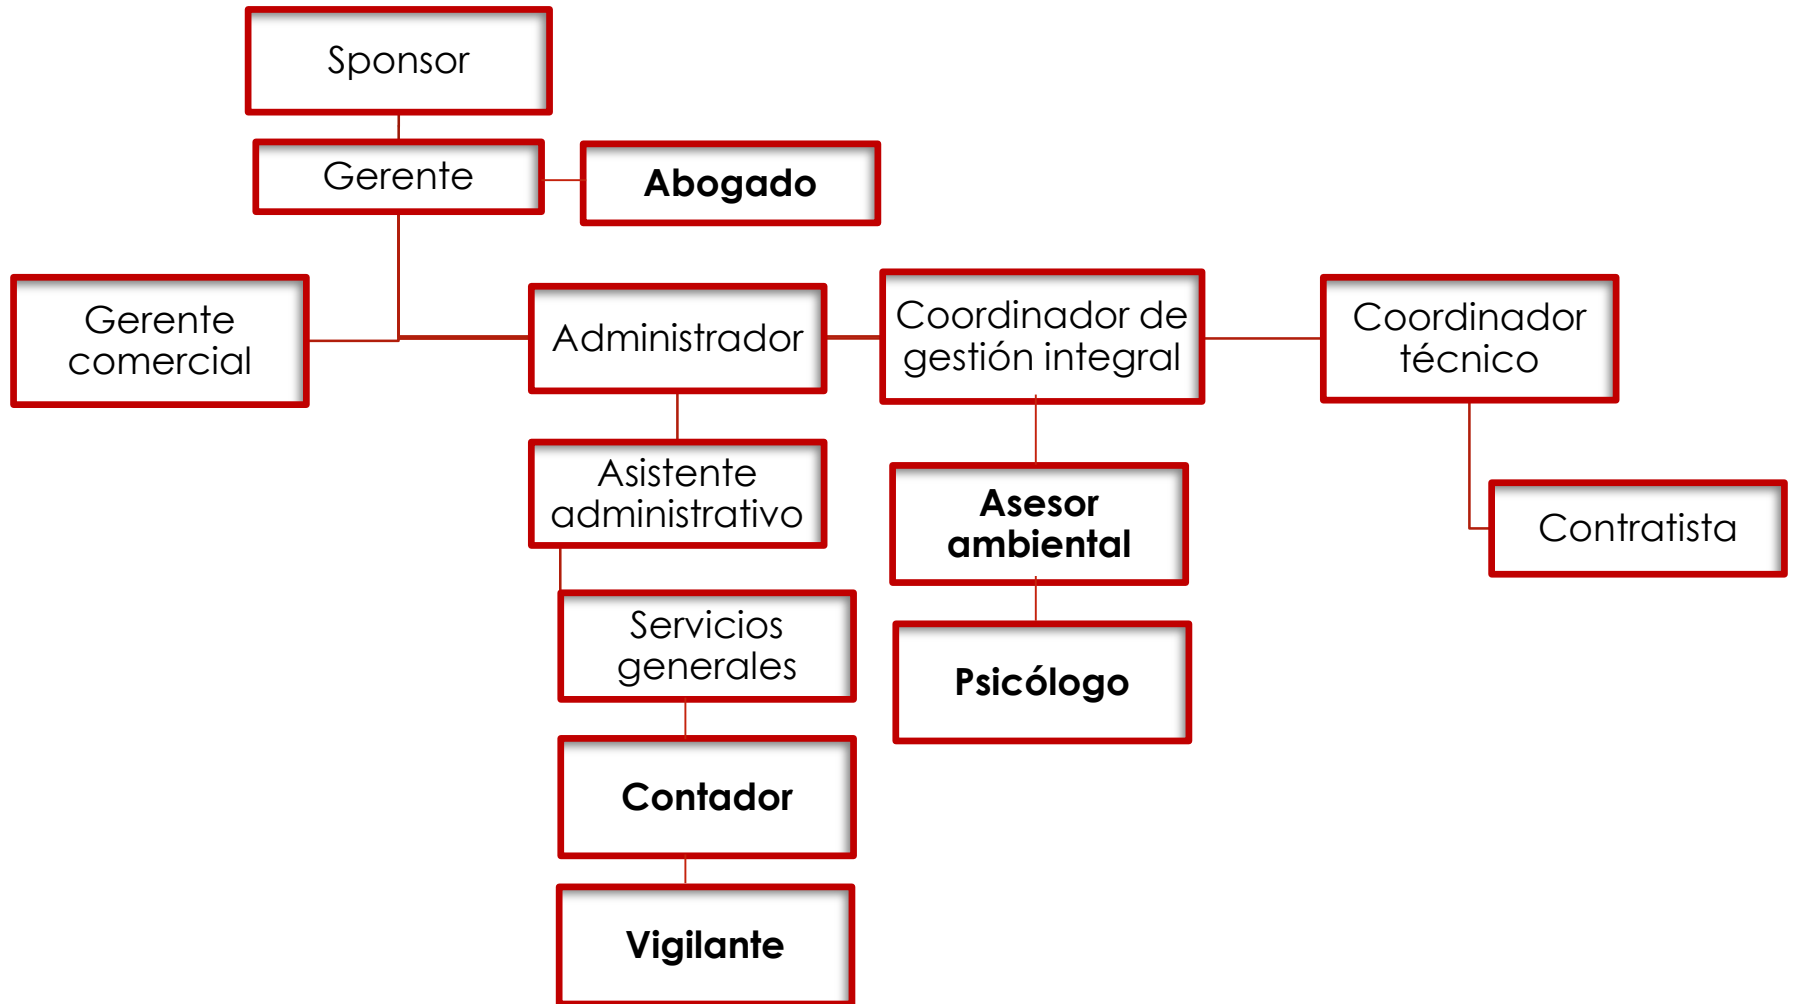 Sponsor
Gerente
Abogado
Gerente
comercial
Administrador
Coordinador de
gestión integral
Coordinador
técnico
Asistente
administrativo
Asesor
ambiental
Contratista
Servicios
generales
Psicólogo
Contador
Vigilante